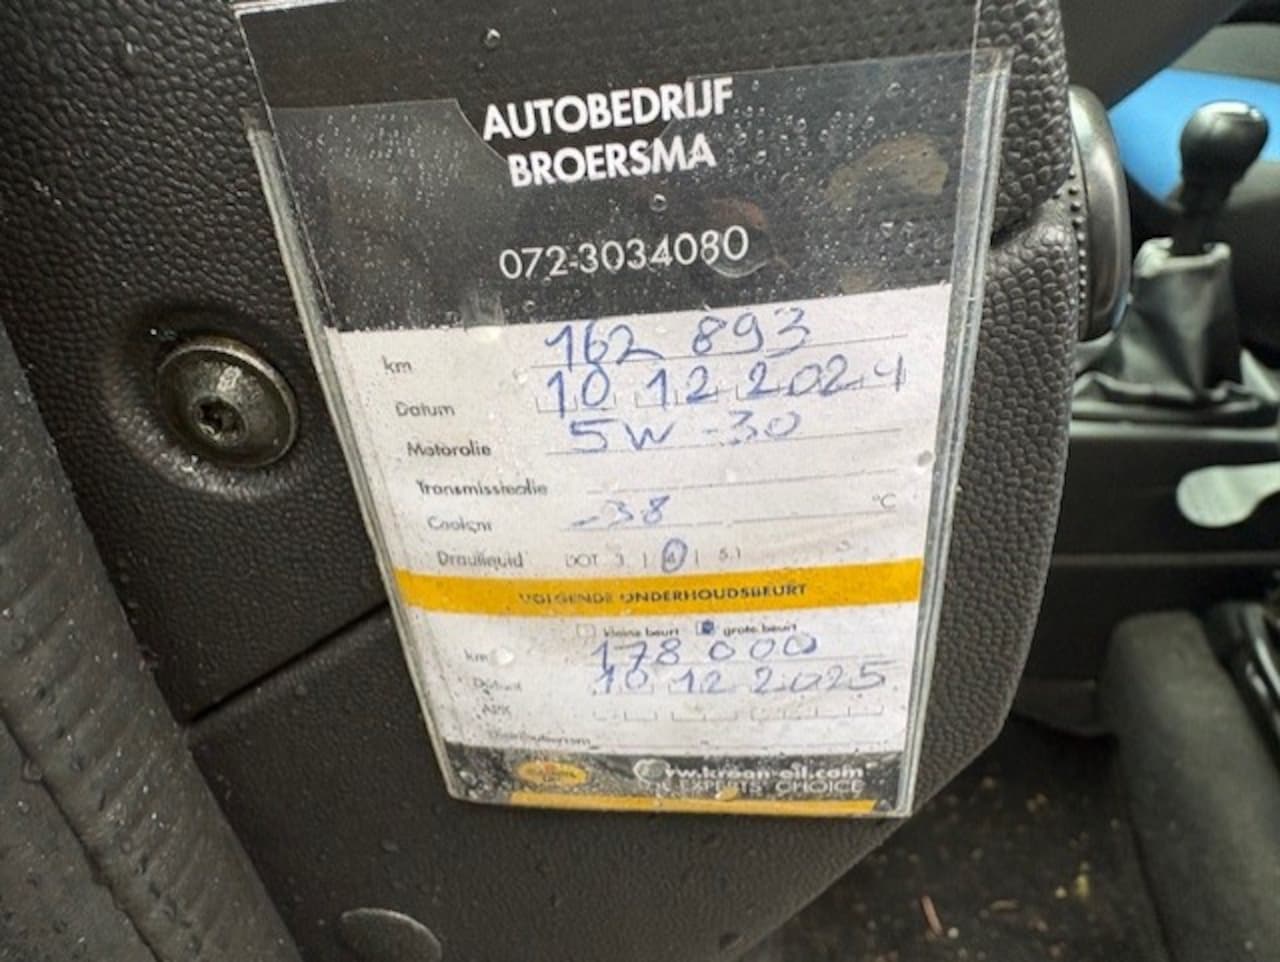 AUTOBEDRIJF
BROERSMA
072-3034080
km 162 893
Datum 10 12 2024
Motorolie 5W-30
Transmissieolie
Coolant -38 °C
DOT 3 | 4 | 5.1
VOLGENDE ONDERHOUDSBEURT
kleine beurt grote beurt
km 178 000
Datum 10 12 2025
APK
www.kroon-oil.com
EXPERTS' CHOICE